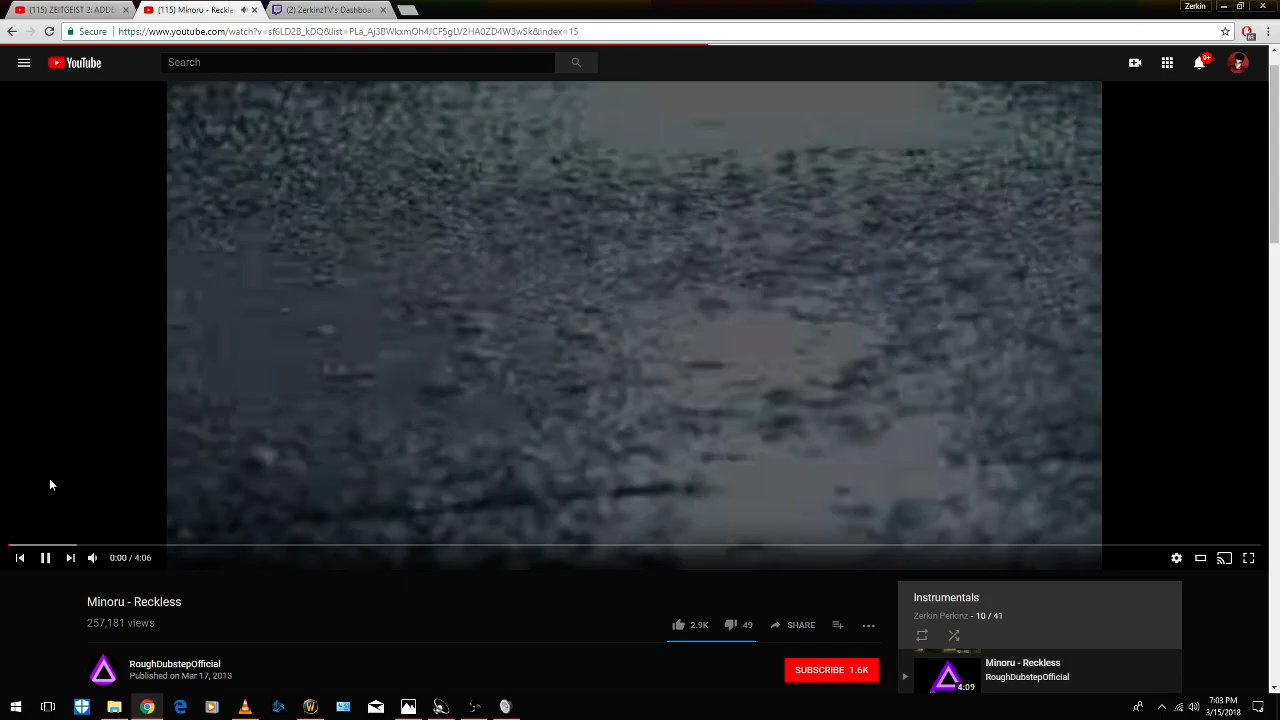 (115) ZEITGEIST 2: ADDE
(115) Minoru - Reckle
(2) ZerkinzTV's Dashboa
Zerkin
Secure
https://www.youtube.com/watch?v=sf6LD2B_kDQ&list=PLa_Aj3BWkxmOh4JCF5gLV2HA0ZD4W3wSk&index=15
YouTube
Search
9+
0:00 / 4:06
Minoru - Reckless
257,181 views
2.9K
49
SHARE
RoughDubstepOfficial
Published on Mar 17, 2013
SUBSCRIBE 1.6K
Instrumentals
Zerkin Perkinz - 10 / 41
Minoru - Reckless
RoughDubstepOfficial
4:09
7:03 PM
3/15/2018